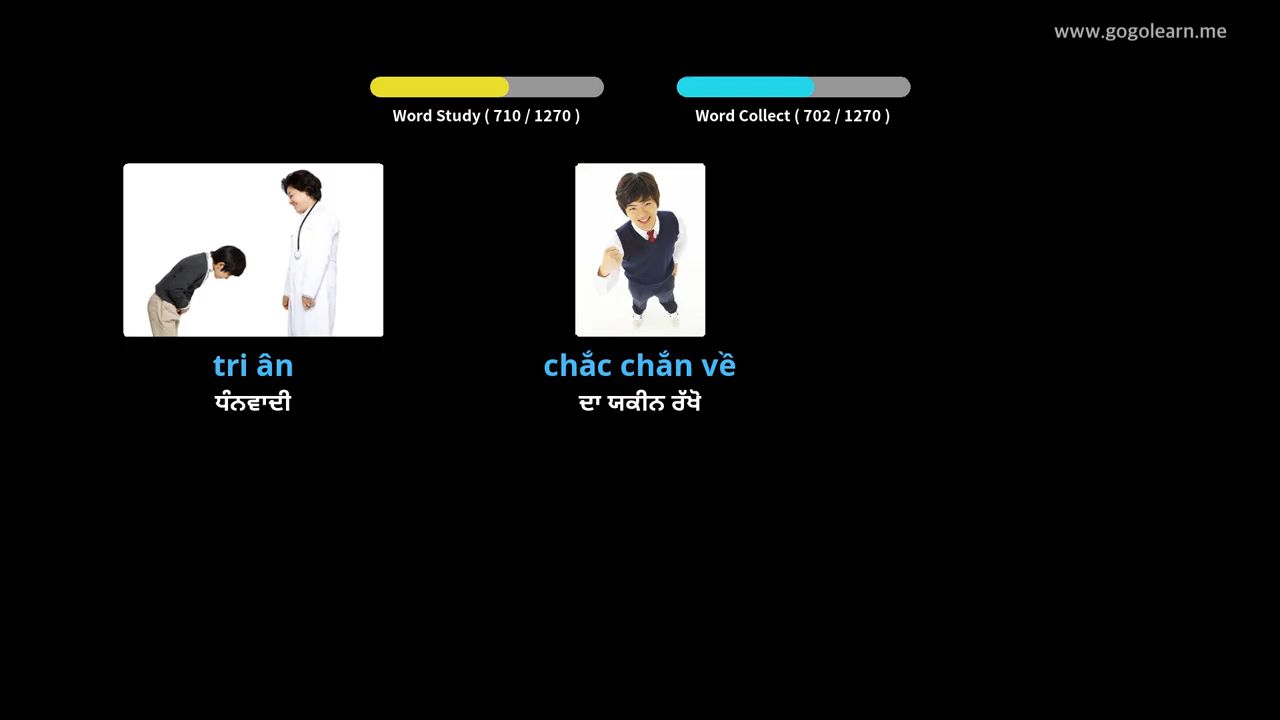 www.gogolearn.me
Word Study ( 710 / 1270 )
Word Collect ( 702 / 1270 )
tri ân
ਧੰਨਵਾਦੀ
chắc chắn về
ਦਾ ਯਕੀਨ ਰੱਖੋ